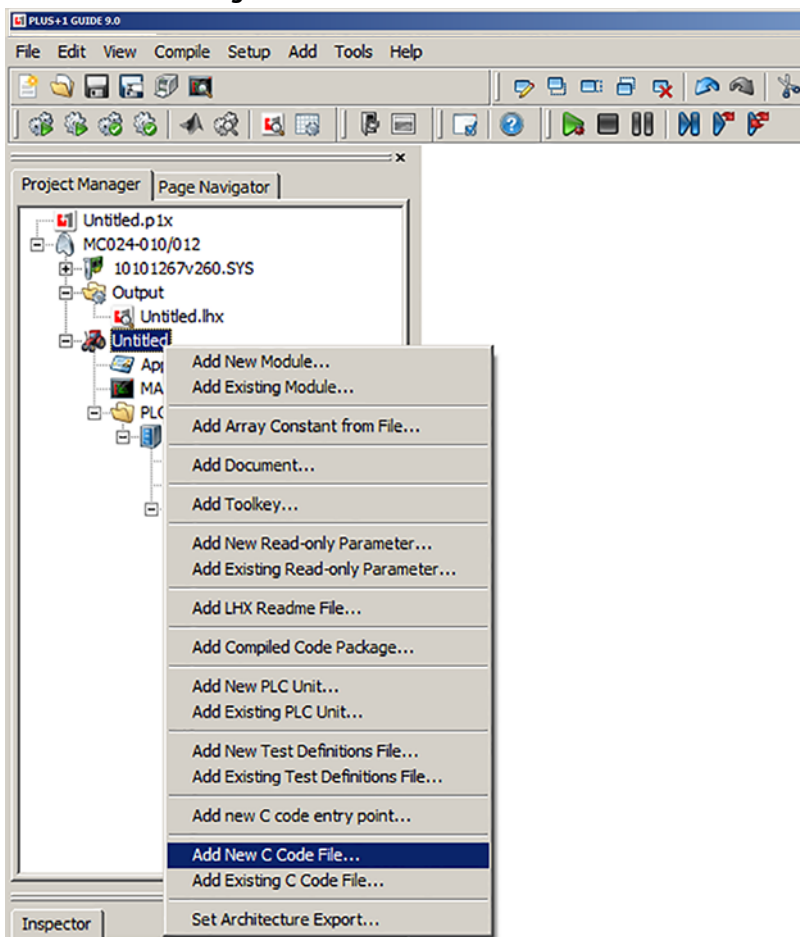 PLUS+1 GUIDE 9.0
File Edit View Compile Setup Add Tools Help
Project Manager Page Navigator
Untitled.p1x
MC024-010/012
10101267v260.SYS
Output
Untitled.lhx
Untitled
App
MA
PLC
Add New Module...
Add Existing Module...
Add Array Constant from File...
Add Document...
Add Toolkey...
Add New Read-only Parameter...
Add Existing Read-only Parameter...
Add LHX Readme File...
Add Compiled Code Package...
Add New PLC Unit...
Add Existing PLC Unit...
Add New Test Definitions File...
Add Existing Test Definitions File...
Add new C code entry point...
Add New C Code File...
Add Existing C Code File...
Set Architecture Export...
Inspector